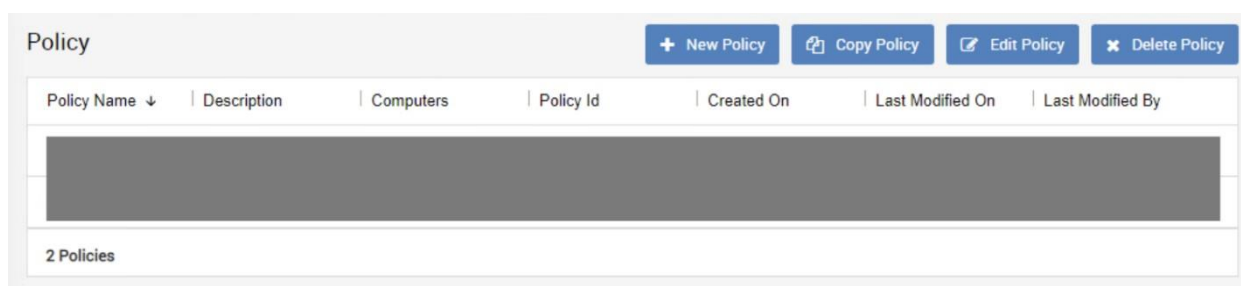 Policy
New Policy Copy Policy Edit Policy Delete Policy
Policy Name Description Computers Policy Id Created On Last Modified On Last Modified By
2 Policies